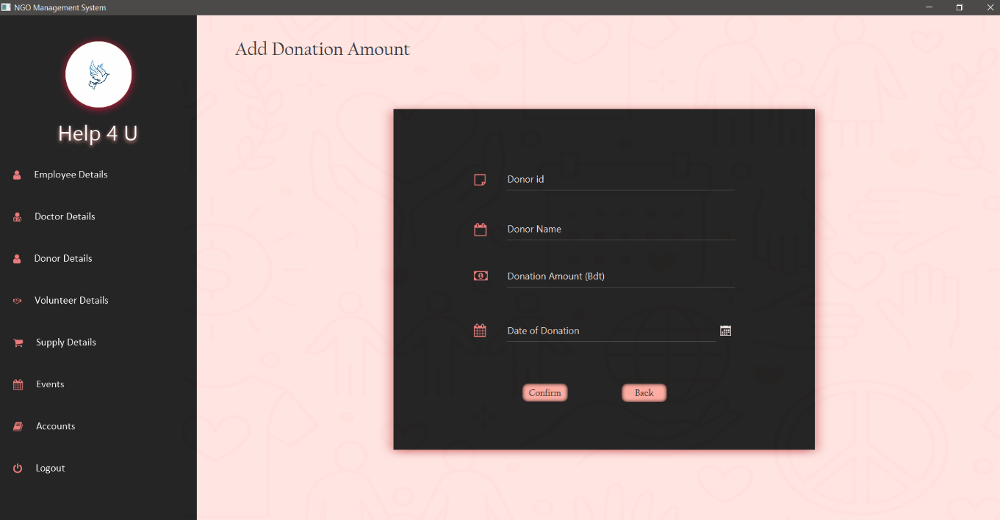 NGO Management System
Help 4 U
Employee Details
Doctor Details
Donor Details
Volunteer Details
Supply Details
Events
Accounts
Logout
Add Donation Amount
Donor id
Donor Name
Donation Amount (Bdt)
Date of Donation
Confirm
Back